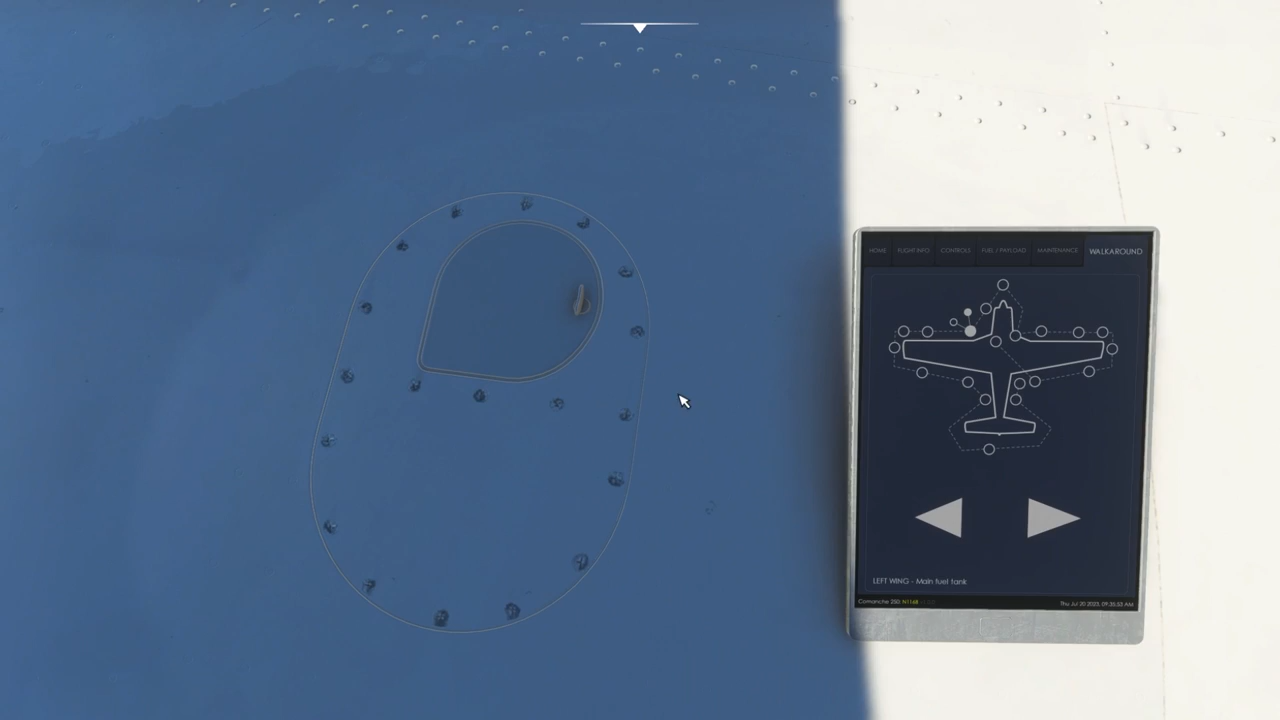 HOME FLIGHT INFO CONTROLS FUEL / PAYLOAD MAINTENANCE WALKAROUND
LEFT WING - Main fuel tank
Comanche 250: N1168
Thu Jul 20 2023, 09:35:53 AM